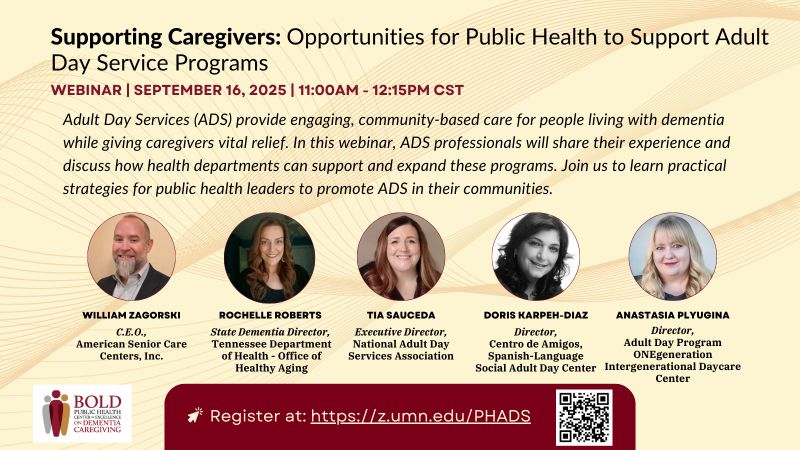 Supporting Caregivers: Opportunities for Public Health to Support Adult
Day Service Programs
WEBINAR | SEPTEMBER 16, 2025 | 11:00AM - 12:15PM CST
Adult Day Services (ADS) provide engaging, community-based care for people living with dementia
while giving caregivers vital relief. In this webinar, ADS professionals will share their experience and
discuss how health departments can support and expand these programs. Join us to learn practical
strategies for public health leaders to promote ADS in their communities.
WILLIAM ZAGORSKI
C.E.O.,
American Senior Care
Centers, Inc.
ROCHELLE ROBERTS
State Dementia Director,
Tennessee Department
of Health - Office of
Healthy Aging
TIA SAUCEDA
Executive Director,
National Adult Day
Services Association
DORIS KARPEH-DIAZ
Director,
Centro de Amigos,
Spanish-Language
Social Adult Day Center
ANASTASIA PLYUGINA
Director,
Adult Day Program
ONEgeneration
Intergenerational Daycare
Center
BOLD
PUBLIC HEALTH
CENTER OF EXCELLENCE
ON DEMENTIA
CAREGIVING
Register at: https://z.umn.edu/PHADS